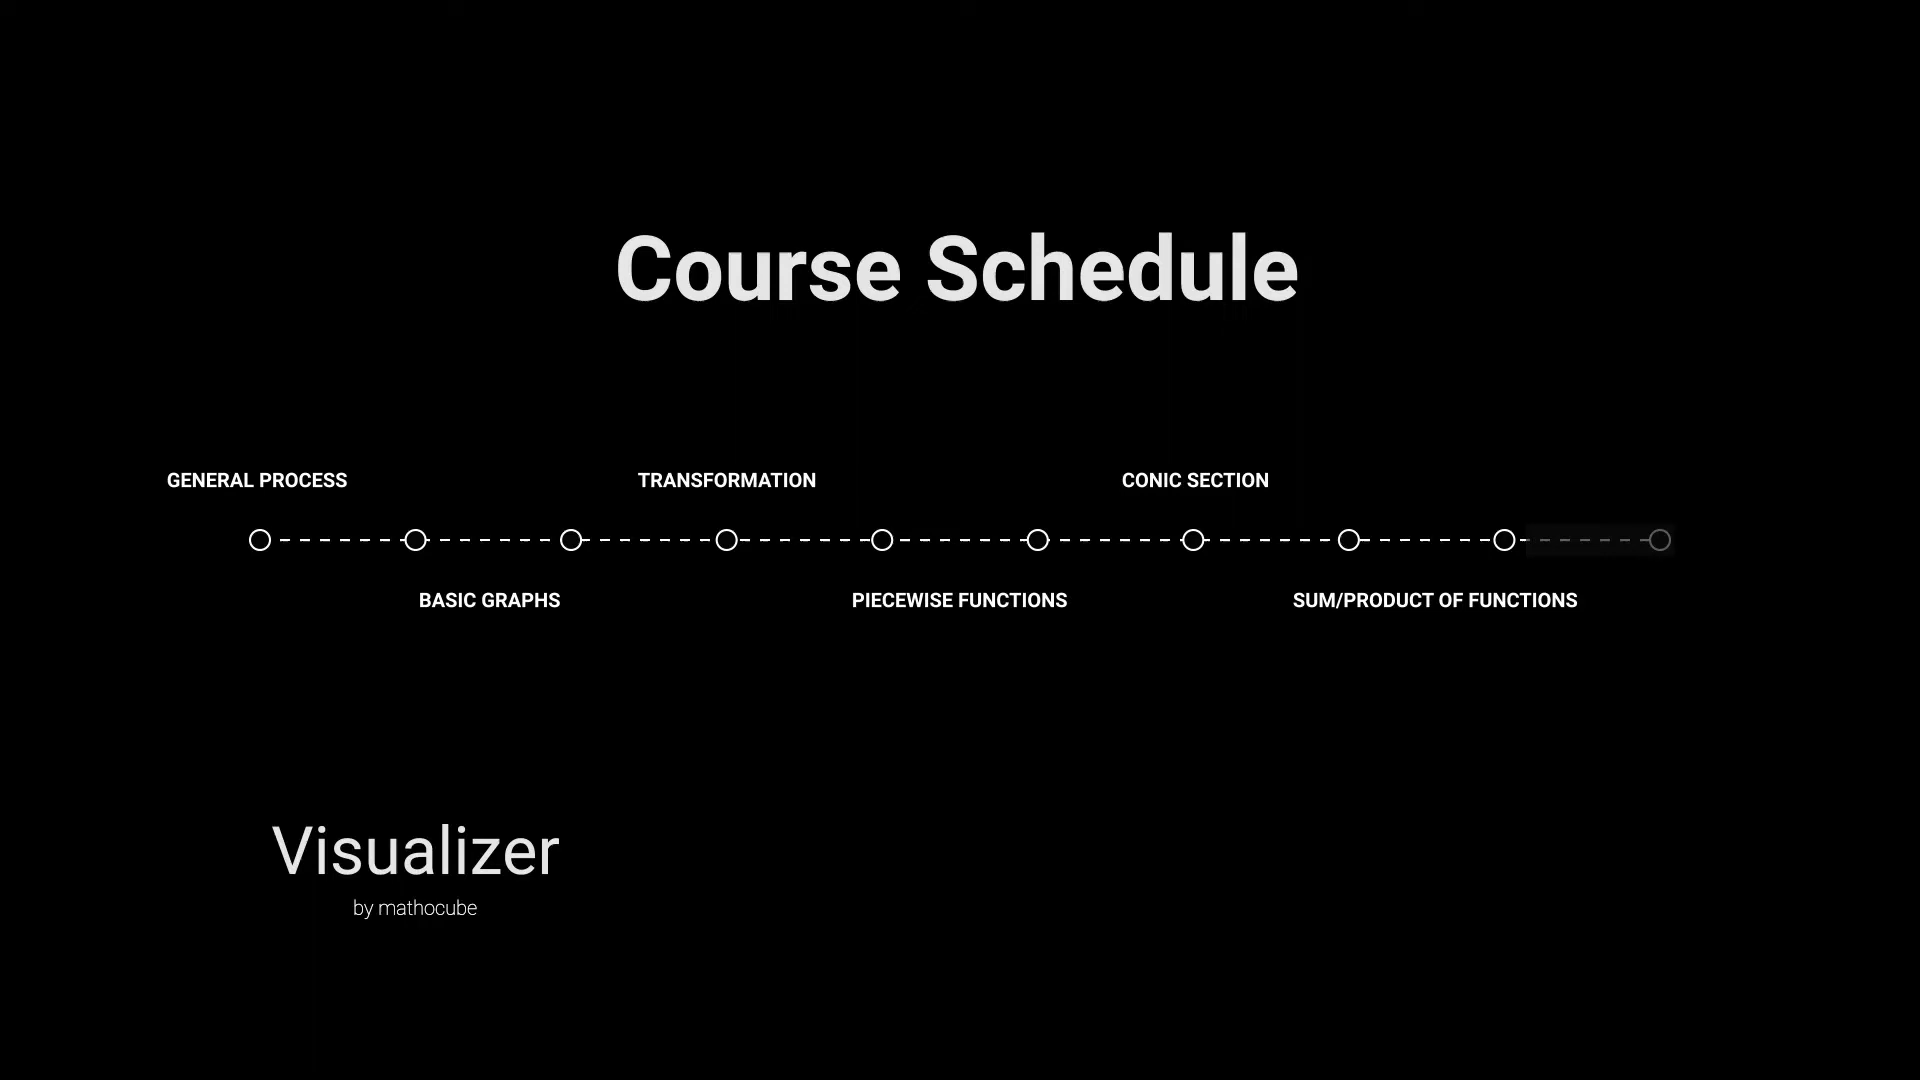 Course Schedule
GENERAL PROCESS
TRANSFORMATION
CONIC SECTION
BASIC GRAPHS
PIECEWISE FUNCTIONS
SUM/PRODUCT OF FUNCTIONS
Visualizer
by mathocube